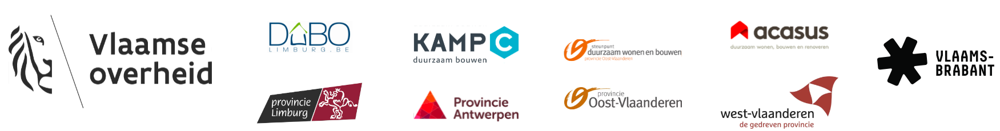 Vlaamse
overheid
DuBO
LIMBURG.BE
provincie
Limburg
KAMP C
duurzaam bouwen
Provincie
Antwerpen
steunpunt
duurzaam wonen en bouwen
provincie Oost-Vlaanderen
provincie
Oost-Vlaanderen
acasus
duurzaam wonen, bouwen en renoveren
west-vlaanderen
de gedreven provincie
VLAAMS-
BRABANT